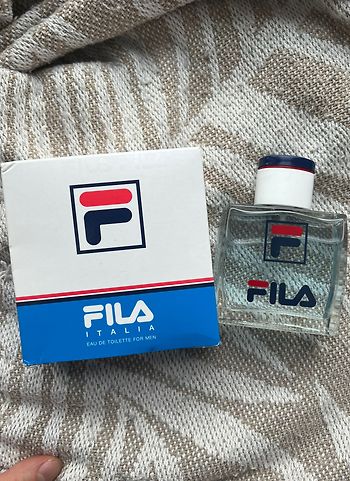 F
FILA
ITALIA
EAU DE TOILETTE FOR MEN
F
FILA